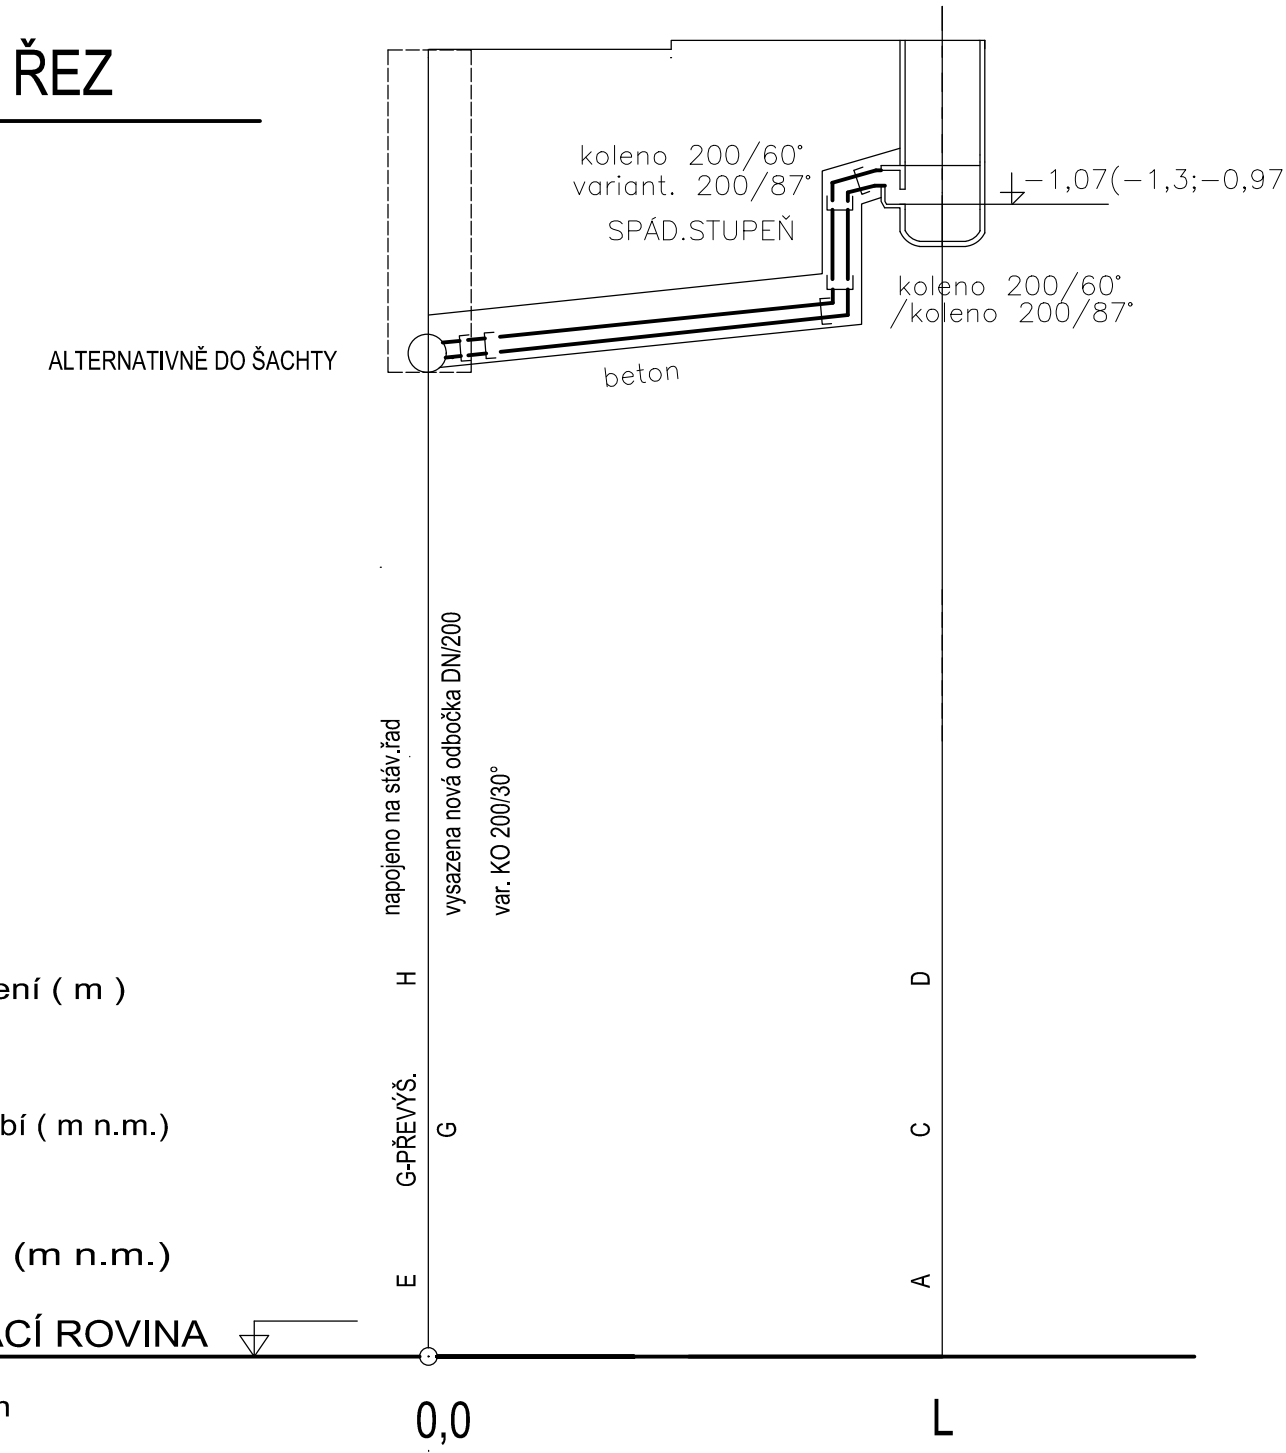 ŘEZ
koleno 200/60°
variant. 200/87°
SPÁD.STUPEŇ
-1,07(-1,3;-0,97
koleno 200/60°
/koleno 200/87°
ALTERNATIVNĚ DO ŠACHTY
beton
napojeno na stáv.řad
vysazena nová odbočka DN/200
var. KO 200/30°
ení ( m )
H
D
bí ( m n.m.)
G-PŘEVÝŠ.
G
C
(m n.m.)
E
A
ACÍ ROVINA
0,0
L